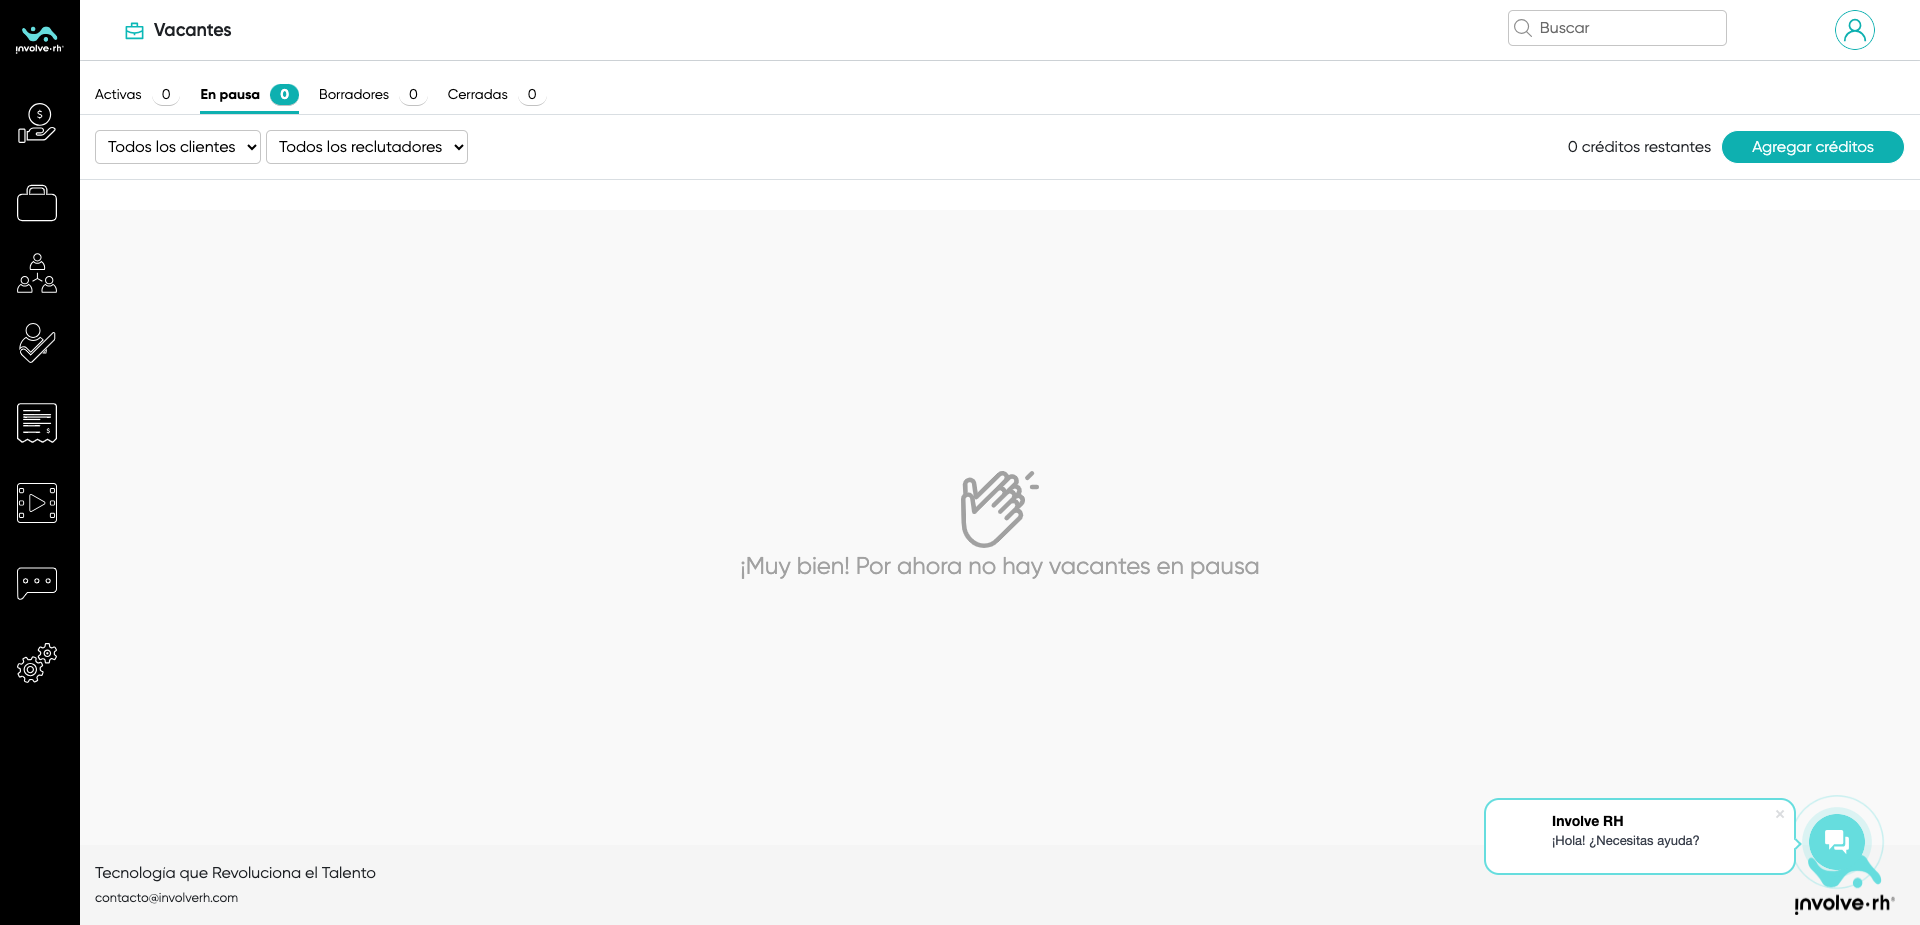 involve·rh
Vacantes
Buscar
Activas 0
En pausa 0
Borradores 0
Cerradas 0
Todos los clientes
Todos los reclutadores
0 créditos restantes
Agregar créditos
¡Muy bien! Por ahora no hay vacantes en pausa
Involve RH
¡Hola! ¿Necesitas ayuda?
Tecnología que Revoluciona el Talento
contacto@involverh.com
involve·rh®